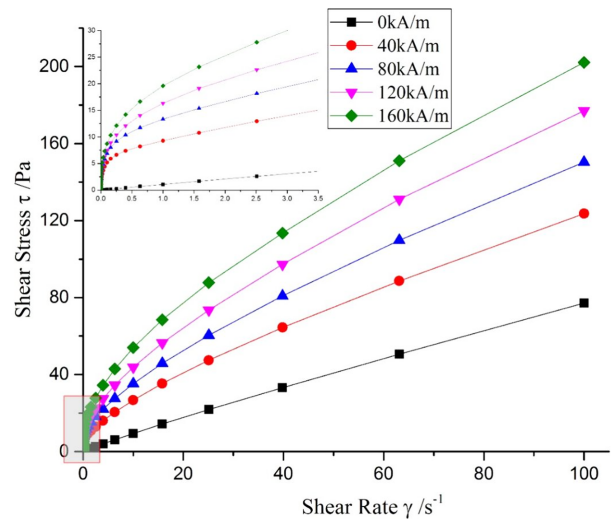 0kA/m
40kA/m
80kA/m
120kA/m
160kA/m
30
25
20
15
10
5
0
0.0 0.5 1.0 1.5 2.0 2.5 3.0 3.5
200
160
120
80
40
0
Shear Stress τ /Pa
0 20 40 60 80 100
Shear Rate γ /s⁻¹